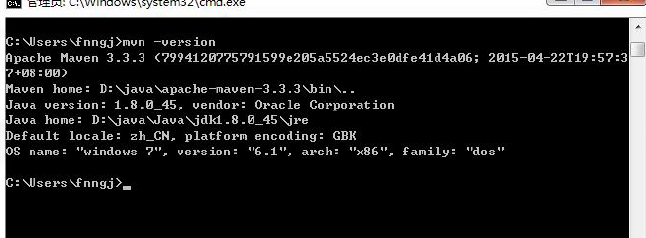 管理员: C:\Windows\system32\cmd.exe
C:\Users\fnngj>mvn -version
Apache Maven 3.3.3 (7994120775791599e205a5524ec3e0dfe41d4a06; 2015-04-22T19:57:3
7+08:00)
Maven home: D:\java\apache-maven-3.3.3\bin\..
Java version: 1.8.0_45, vendor: Oracle Corporation
Java home: D:\java\Java\jdk1.8.0_45\jre
Default locale: zh_CN, platform encoding: GBK
OS name: "windows 7", version: "6.1", arch: "x86", family: "dos"
C:\Users\fnngj>_